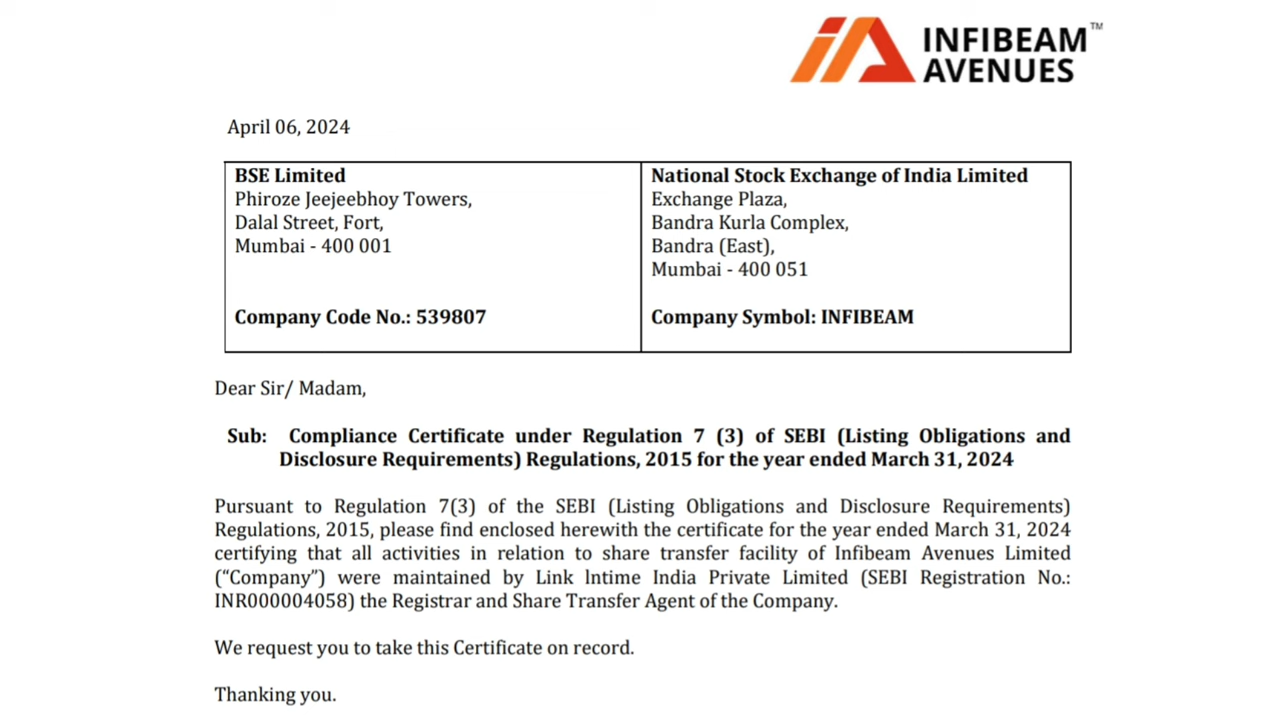 INFIBEAM™
AVENUES
April 06, 2024
BSE Limited
Phiroze Jeejeebhoy Towers,
Dalal Street, Fort,
Mumbai - 400 001
Company Code No.: 539807
National Stock Exchange of India Limited
Exchange Plaza,
Bandra Kurla Complex,
Bandra (East),
Mumbai - 400 051
Company Symbol: INFIBEAM
Dear Sir/ Madam,
Sub: Compliance Certificate under Regulation 7 (3) of SEBI (Listing Obligations and
Disclosure Requirements) Regulations, 2015 for the year ended March 31, 2024
Pursuant to Regulation 7(3) of the SEBI (Listing Obligations and Disclosure Requirements)
Regulations, 2015, please find enclosed herewith the certificate for the year ended March 31, 2024
certifying that all activities in relation to share transfer facility of Infibeam Avenues Limited
(“Company”) were maintained by Link Intime India Private Limited (SEBI Registration No.:
INR000004058) the Registrar and Share Transfer Agent of the Company.
We request you to take this Certificate on record.
Thanking you.